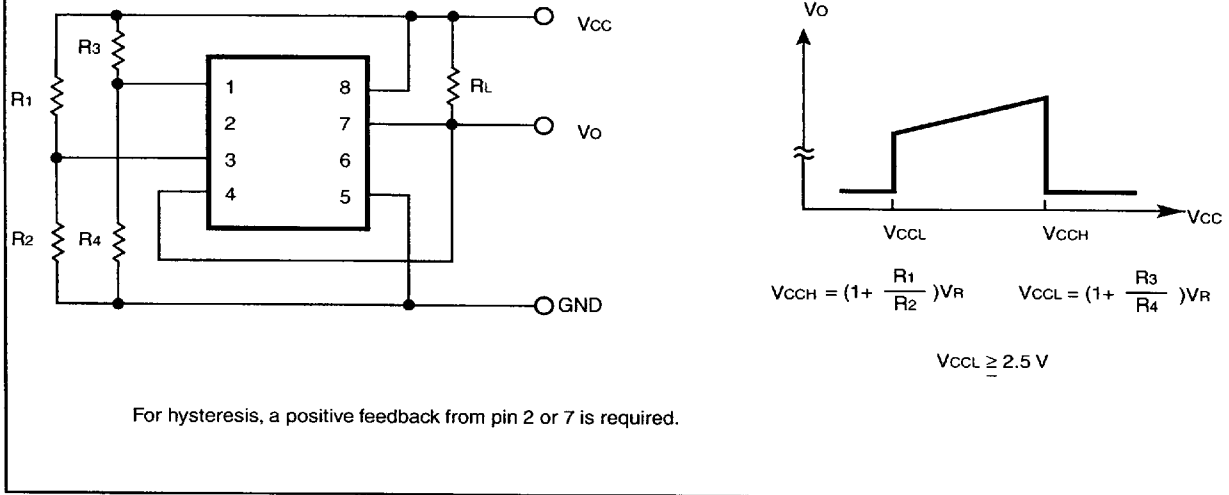 VCC
R3
R1
1
8
RL
2
7
VO
3
6
4
5
R2
R4
GND
VO
VCC
VCCL
VCCH
VCCH = (1+ R1/R2 )VR
VCCL = (1+ R3/R4 )VR
VCCL ≥ 2.5 V
For hysteresis, a positive feedback from pin 2 or 7 is required.